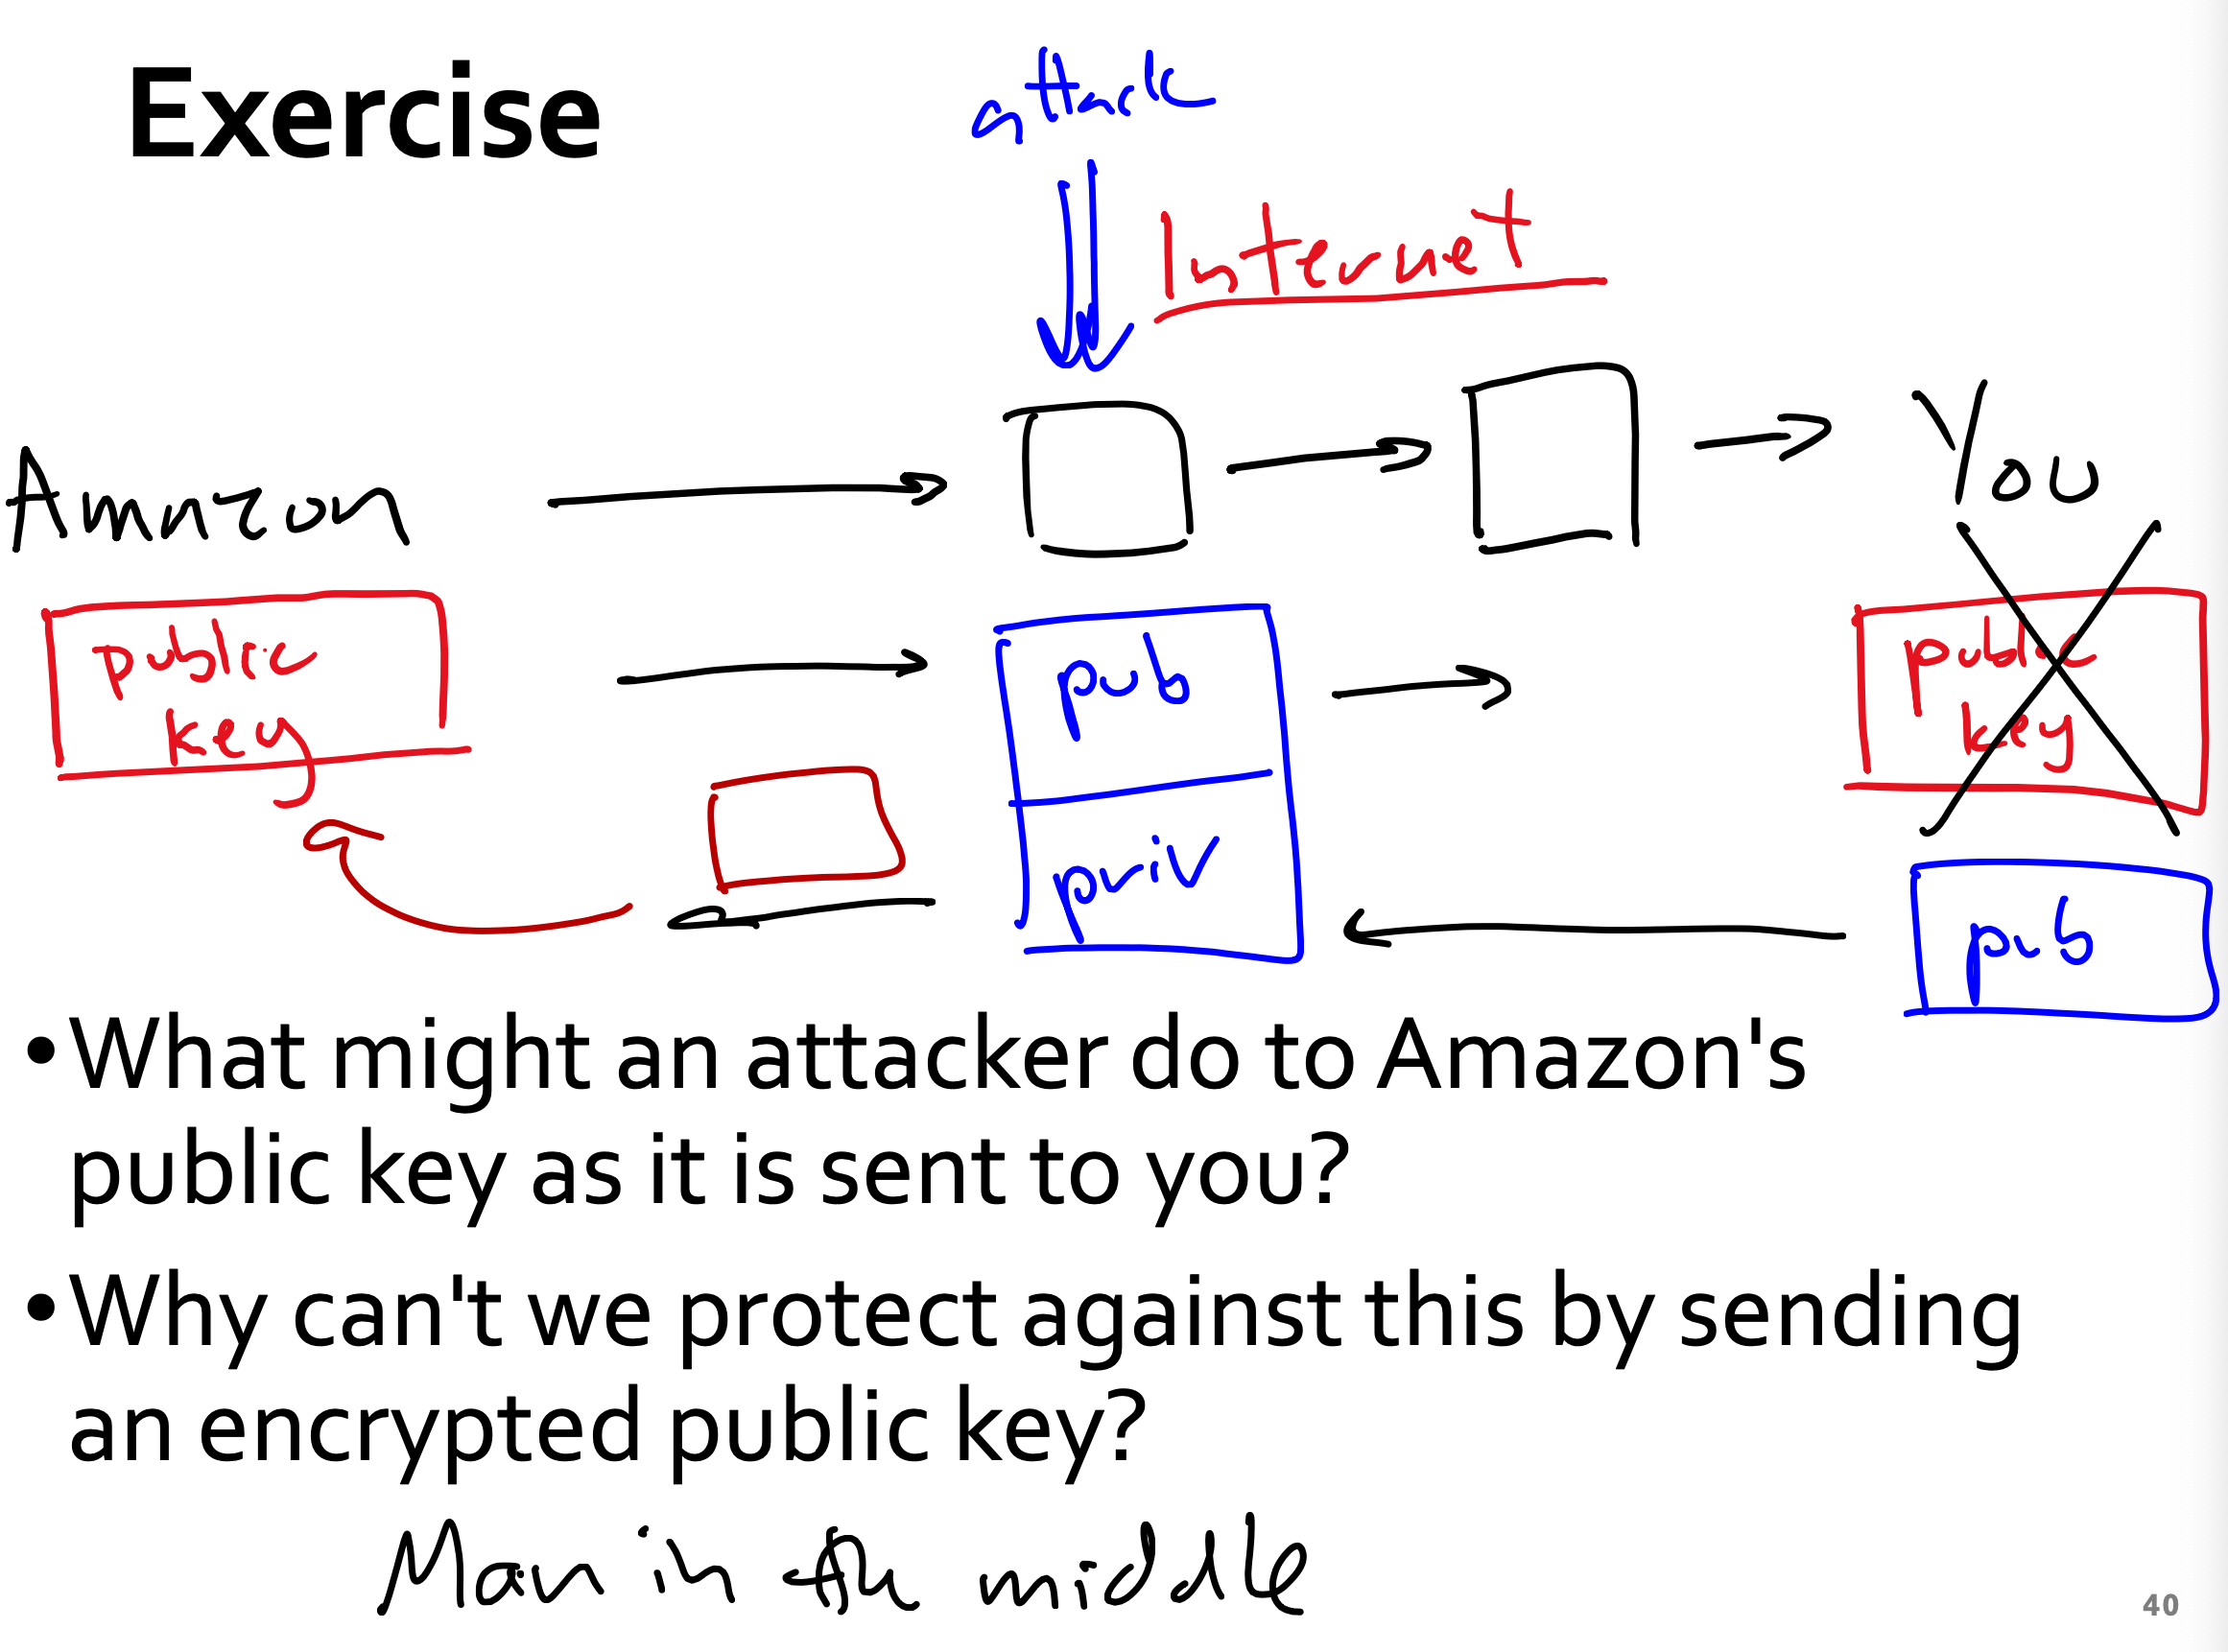 Exercise
attack
Internet
Amazon
You
public
key
pub
priv
public
key
pub
•What might an attacker do to Amazon's
public key as it is sent to you?
•Why can't we protect against this by sending
an encrypted public key?
Man in the middle
40